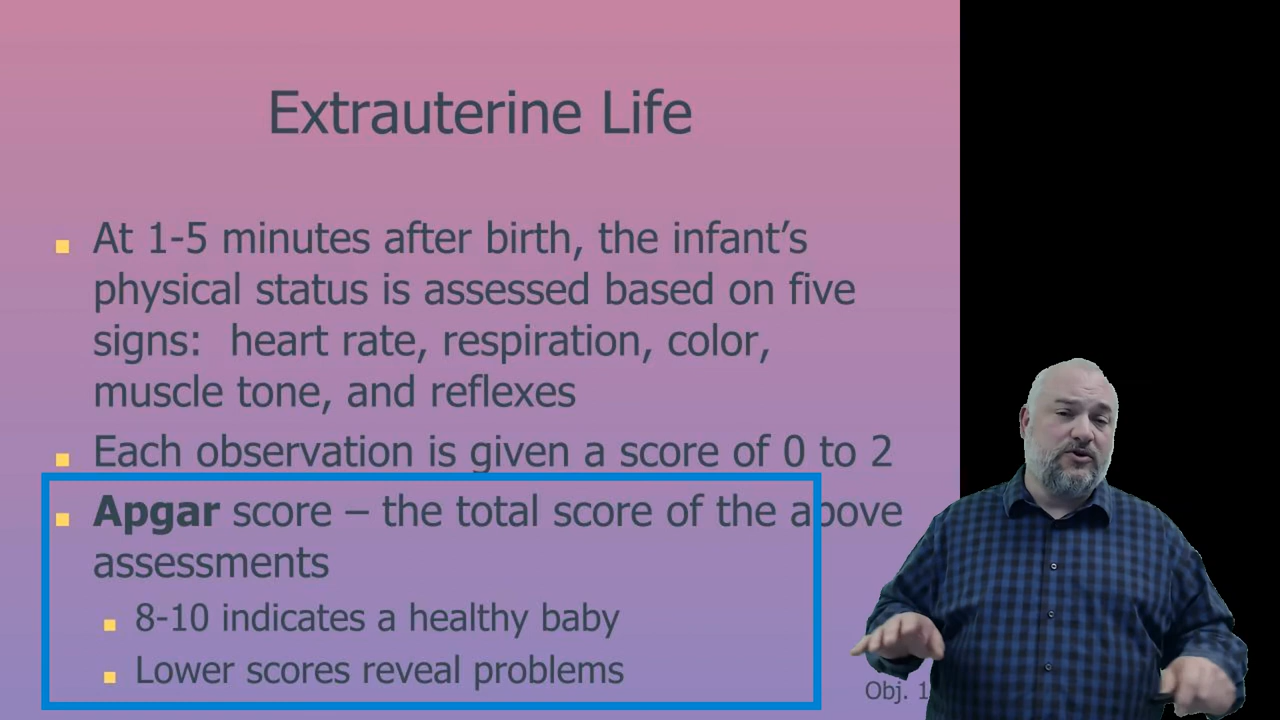 Extrauterine Life
At 1-5 minutes after birth, the infant’s
physical status is assessed based on five
signs:  heart rate, respiration, color,
muscle tone, and reflexes
Each observation is given a score of 0 to 2
Apgar score – the total score of the above
assessments
8-10 indicates a healthy baby
Lower scores reveal problems
Obj. 1